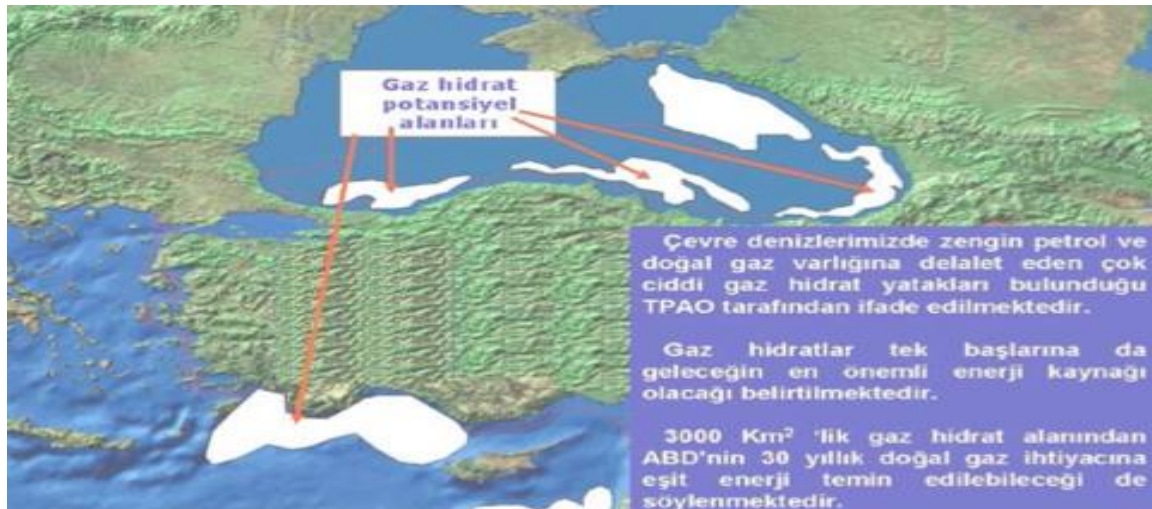 Gaz hidrat
potansiyel
alanları
Çevre denizlerimizde zengin petrol ve
doğal gaz varlığına delalet eden çok
ciddi gaz hidrat yatakları bulunduğu
TPAO tarafından ifade edilmektedir.
Gaz hidratlar tek başlarına da
geleceğin en önemli enerji kaynağı
olacağı belirtilmektedir.
3000 Km² 'lik gaz hidrat alanından
ABD'nin 30 yıllık doğal gaz ihtiyacına
eşit enerji temin edilebileceği de
söylenmektedir.